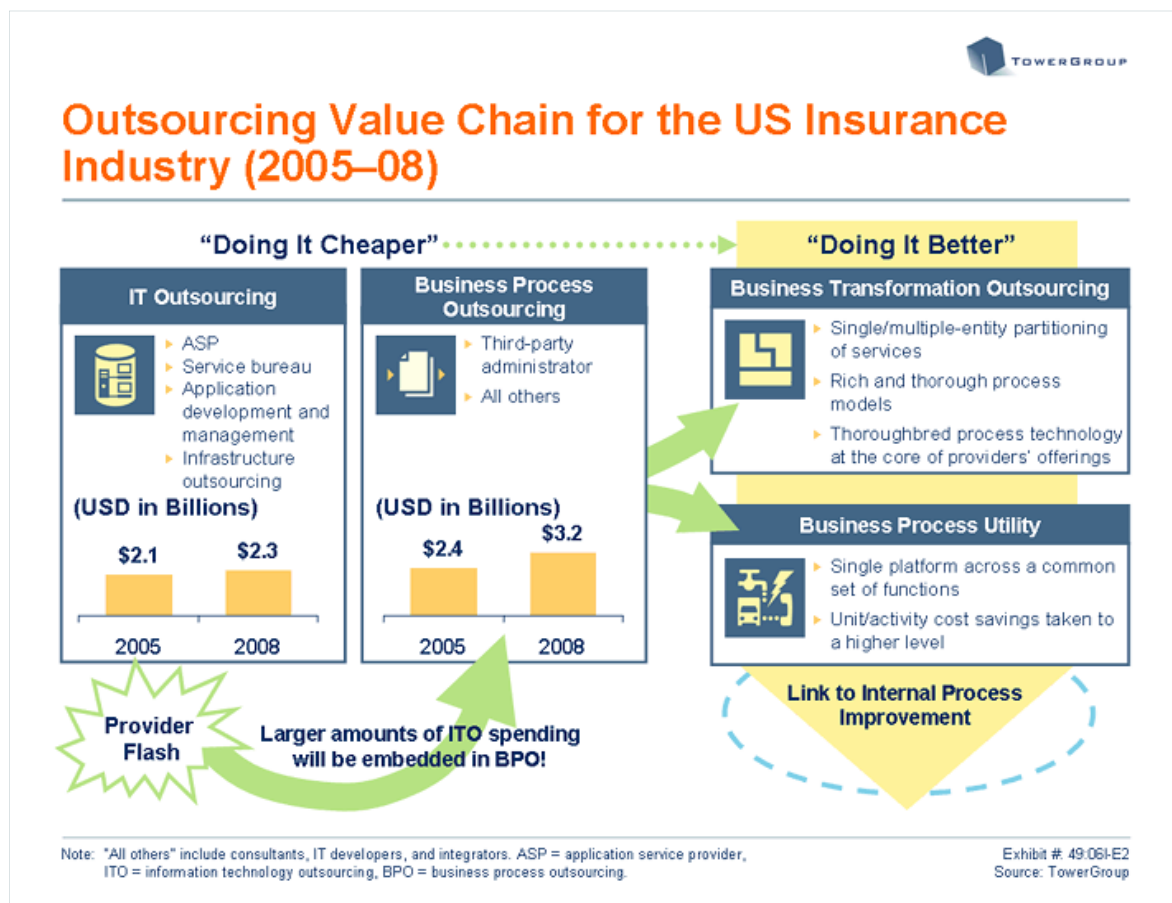 TOWERGROUP
Outsourcing Value Chain for the US Insurance
Industry (2005–08)
“Doing It Cheaper”
“Doing It Better”
IT Outsourcing
ASP
Service bureau
Application
development and
management
Infrastructure
outsourcing
(USD in Billions)
$2.1
$2.3
2005
2008
Business Process
Outsourcing
Third-party
administrator
All others
(USD in Billions)
$2.4
$3.2
2005
2008
Business Transformation Outsourcing
Single/multiple-entity partitioning
of services
Rich and thorough process
models
Thoroughbred process technology
at the core of providers' offerings
Business Process Utility
Single platform across a common
set of functions
Unit/activity cost savings taken to
a higher level
Link to Internal Process
Improvement
Provider
Flash
Larger amounts of ITO spending
will be embedded in BPO!
Note: "All others" include consultants, IT developers, and integrators. ASP = application service provider,
ITO = information technology outsourcing, BPO = business process outsourcing.
Exhibit #: 49:06I-E2
Source: TowerGroup